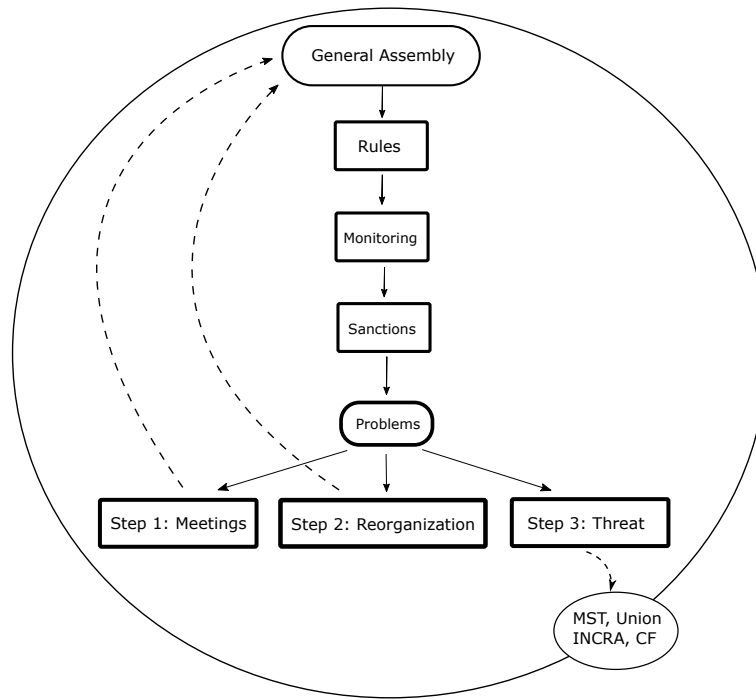 General Assembly
Rules
Monitoring
Sanctions
Problems
Step 1: Meetings
Step 2: Reorganization
Step 3: Threat
MST, Union
INCRA, CF